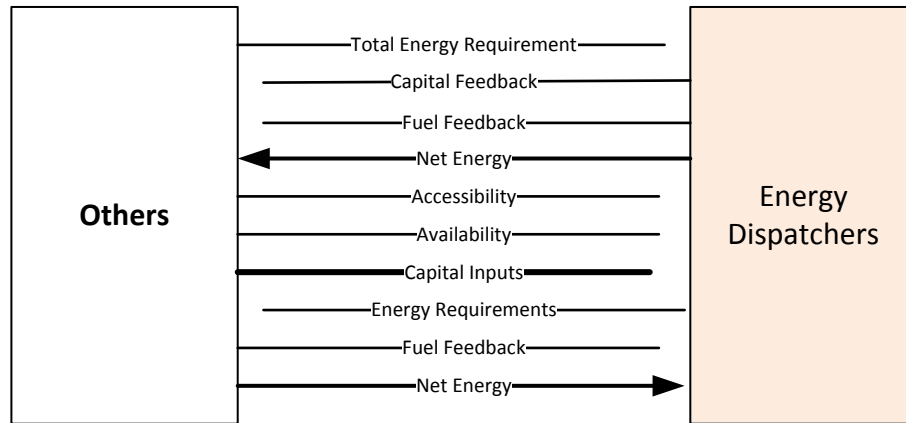 Total Energy Requirement
Capital Feedback
Fuel Feedback
Net Energy
Accessibility
Others
Energy
Dispatchers
Availability
Capital Inputs
Energy Requirements
Fuel Feedback
Net Energy